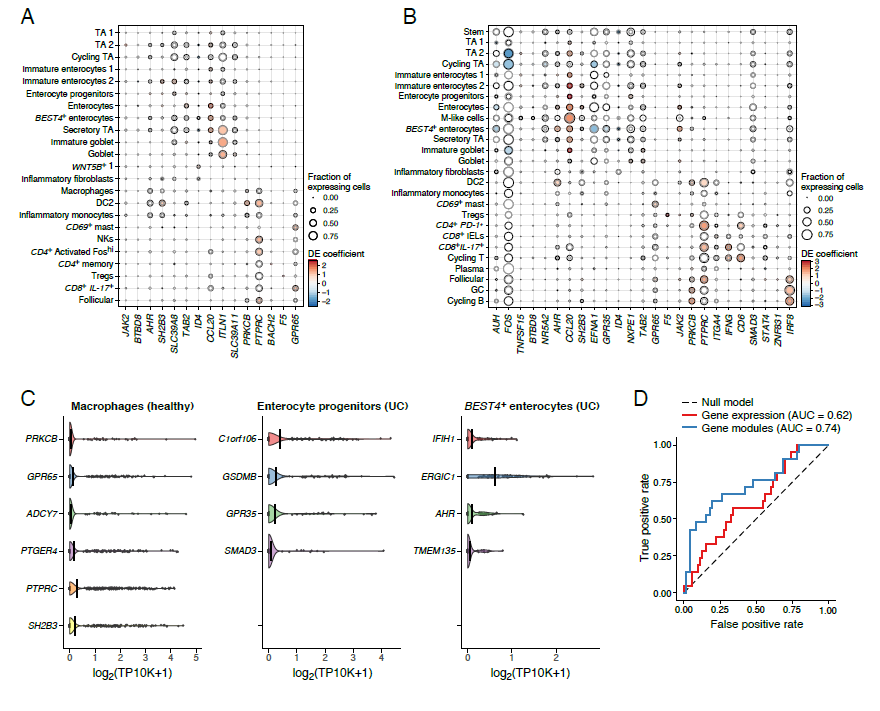 A
TA 1
TA 2
Cycling TA
Immature enterocytes 1
Immature enterocytes 2
Enterocyte progenitors
Enterocytes
BEST4+ enterocytes
Secretory TA
Immature goblet
Goblet
WNT5B+ 1
Inflammatory fibroblasts
Macrophages
DC2
Inflammatory monocytes
CD69+ mast
NKs
CD4+ Activated Fos^hi
CD4+ memory
Tregs
CD8+ IL-17+
Follicular
JAK2
BTBD8
AHR
SH2B3
SLC39A8
TAB2
ID4
CCL20
ITLN1
SLC39A11
PRKCB
PTPRC
BACH2
F5
GPR65
Fraction of
expressing cells
0.00
0.25
0.50
0.75
DE coefficient
2
1
0
−1
−2
B
Stem
TA 1
TA 2
Cycling TA
Immature enterocytes 1
Immature enterocytes 2
Enterocyte progenitors
Enterocytes
M-like cells
BEST4+ enterocytes
Secretory TA
Immature goblet
Goblet
Inflammatory fibroblasts
DC2
Inflammatory monocytes
CD69+ mast
Tregs
CD4+ PD-1+
CD8+ IELs
CD8+IL-17+
Cycling T
Plasma
Follicular
GC
Cycling B
AUH
FOS
TNFSF15
BTBD8
NR5A2
AHR
CCL20
SH2B3
EFNA1
GPR35
ID4
NXPE1
TAB2
GPR65
F5
JAK2
PRKCB
PTPRC
ITGA4
IFNG
CD6
SMAD3
STAT4
ZNF831
IRF8
Fraction of
expressing cells
0.00
0.25
0.50
0.75
DE coefficient
3
2
1
0
−1
−2
−3
C
Macrophages (healthy)
PRKCB
GPR65
ADCY7
PTGER4
PTPRC
SH2B3
0 1 2 3 4 5
log2(TP10K+1)
Enterocyte progenitors (UC)
C1orf106
GSDMB
GPR35
SMAD3
0 1 2 3 4
log2(TP10K+1)
BEST4+ enterocytes (UC)
IFIH1
ERGIC1
AHR
TMEM135
0 1 2
log2(TP10K+1)
D
Null model
Gene expression (AUC = 0.62)
Gene modules (AUC = 0.74)
True positive rate
1.00
0.75
0.50
0.25
0.00
0.00 0.25 0.50 0.75 1.00
False positive rate